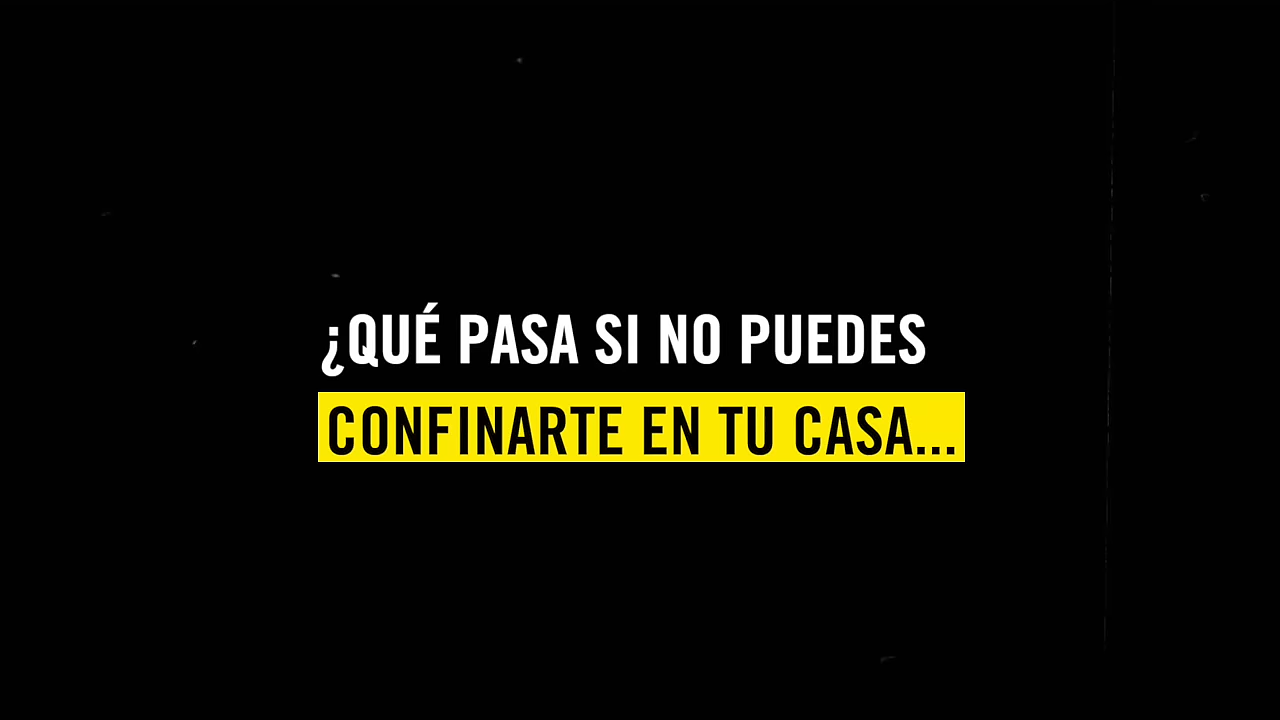 ¿QUÉ PASA SI NO PUEDES
CONFINARTE EN TU CASA...